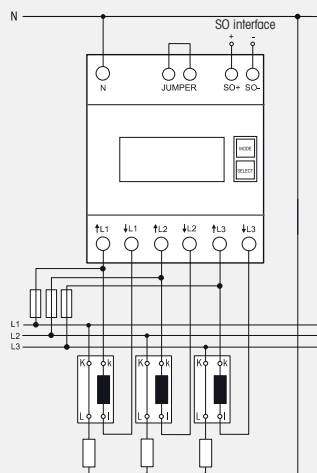 N
SO interface
+ -
N JUMPER SO+ SO-
MODE
SELECT
↑L1 ↓L1 ↑L2 ↓L2 ↑L3 ↓L3
L1
L2
L3
K k K k K k
L l L l L l